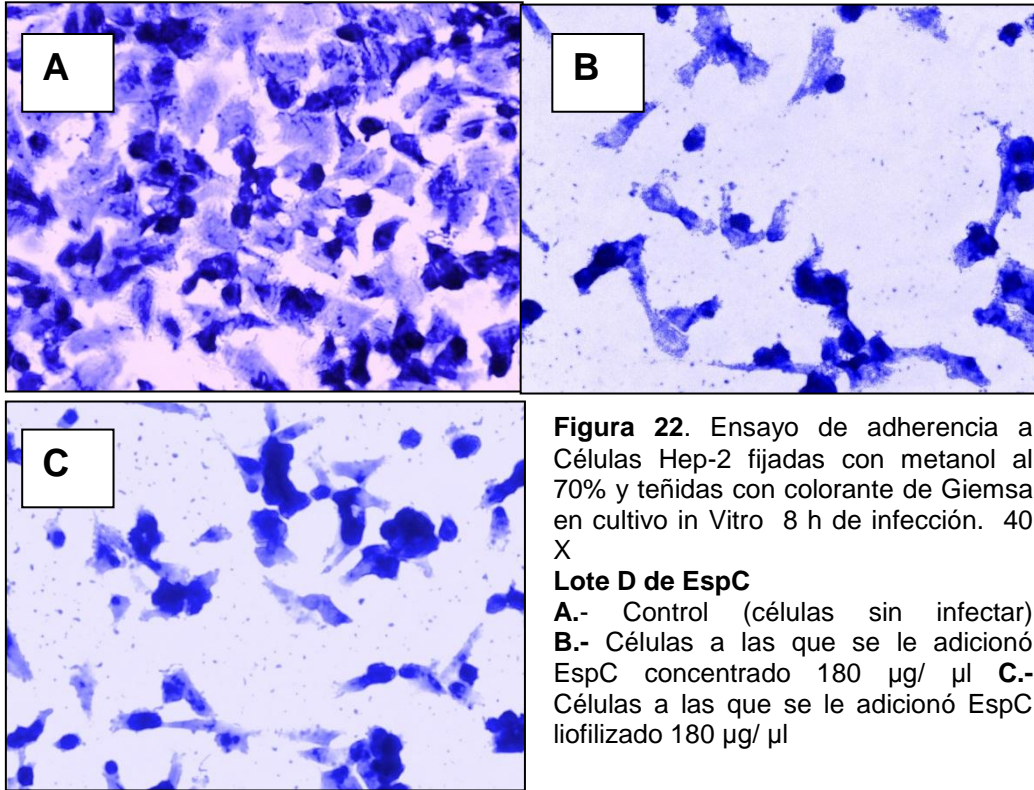 A
B
C
Figura 22. Ensayo de adherencia a
Células Hep-2 fijadas con metanol al
70% y teñidas con colorante de Giemsa
en cultivo in Vitro 8 h de infección. 40
X
Lote D de EspC
A.- Control (células sin infectar)
B.- Células a las que se le adicionó
EspC concentrado 180 µg/ µl C.-
Células a las que se le adicionó EspC
liofilizado 180 µg/ µl